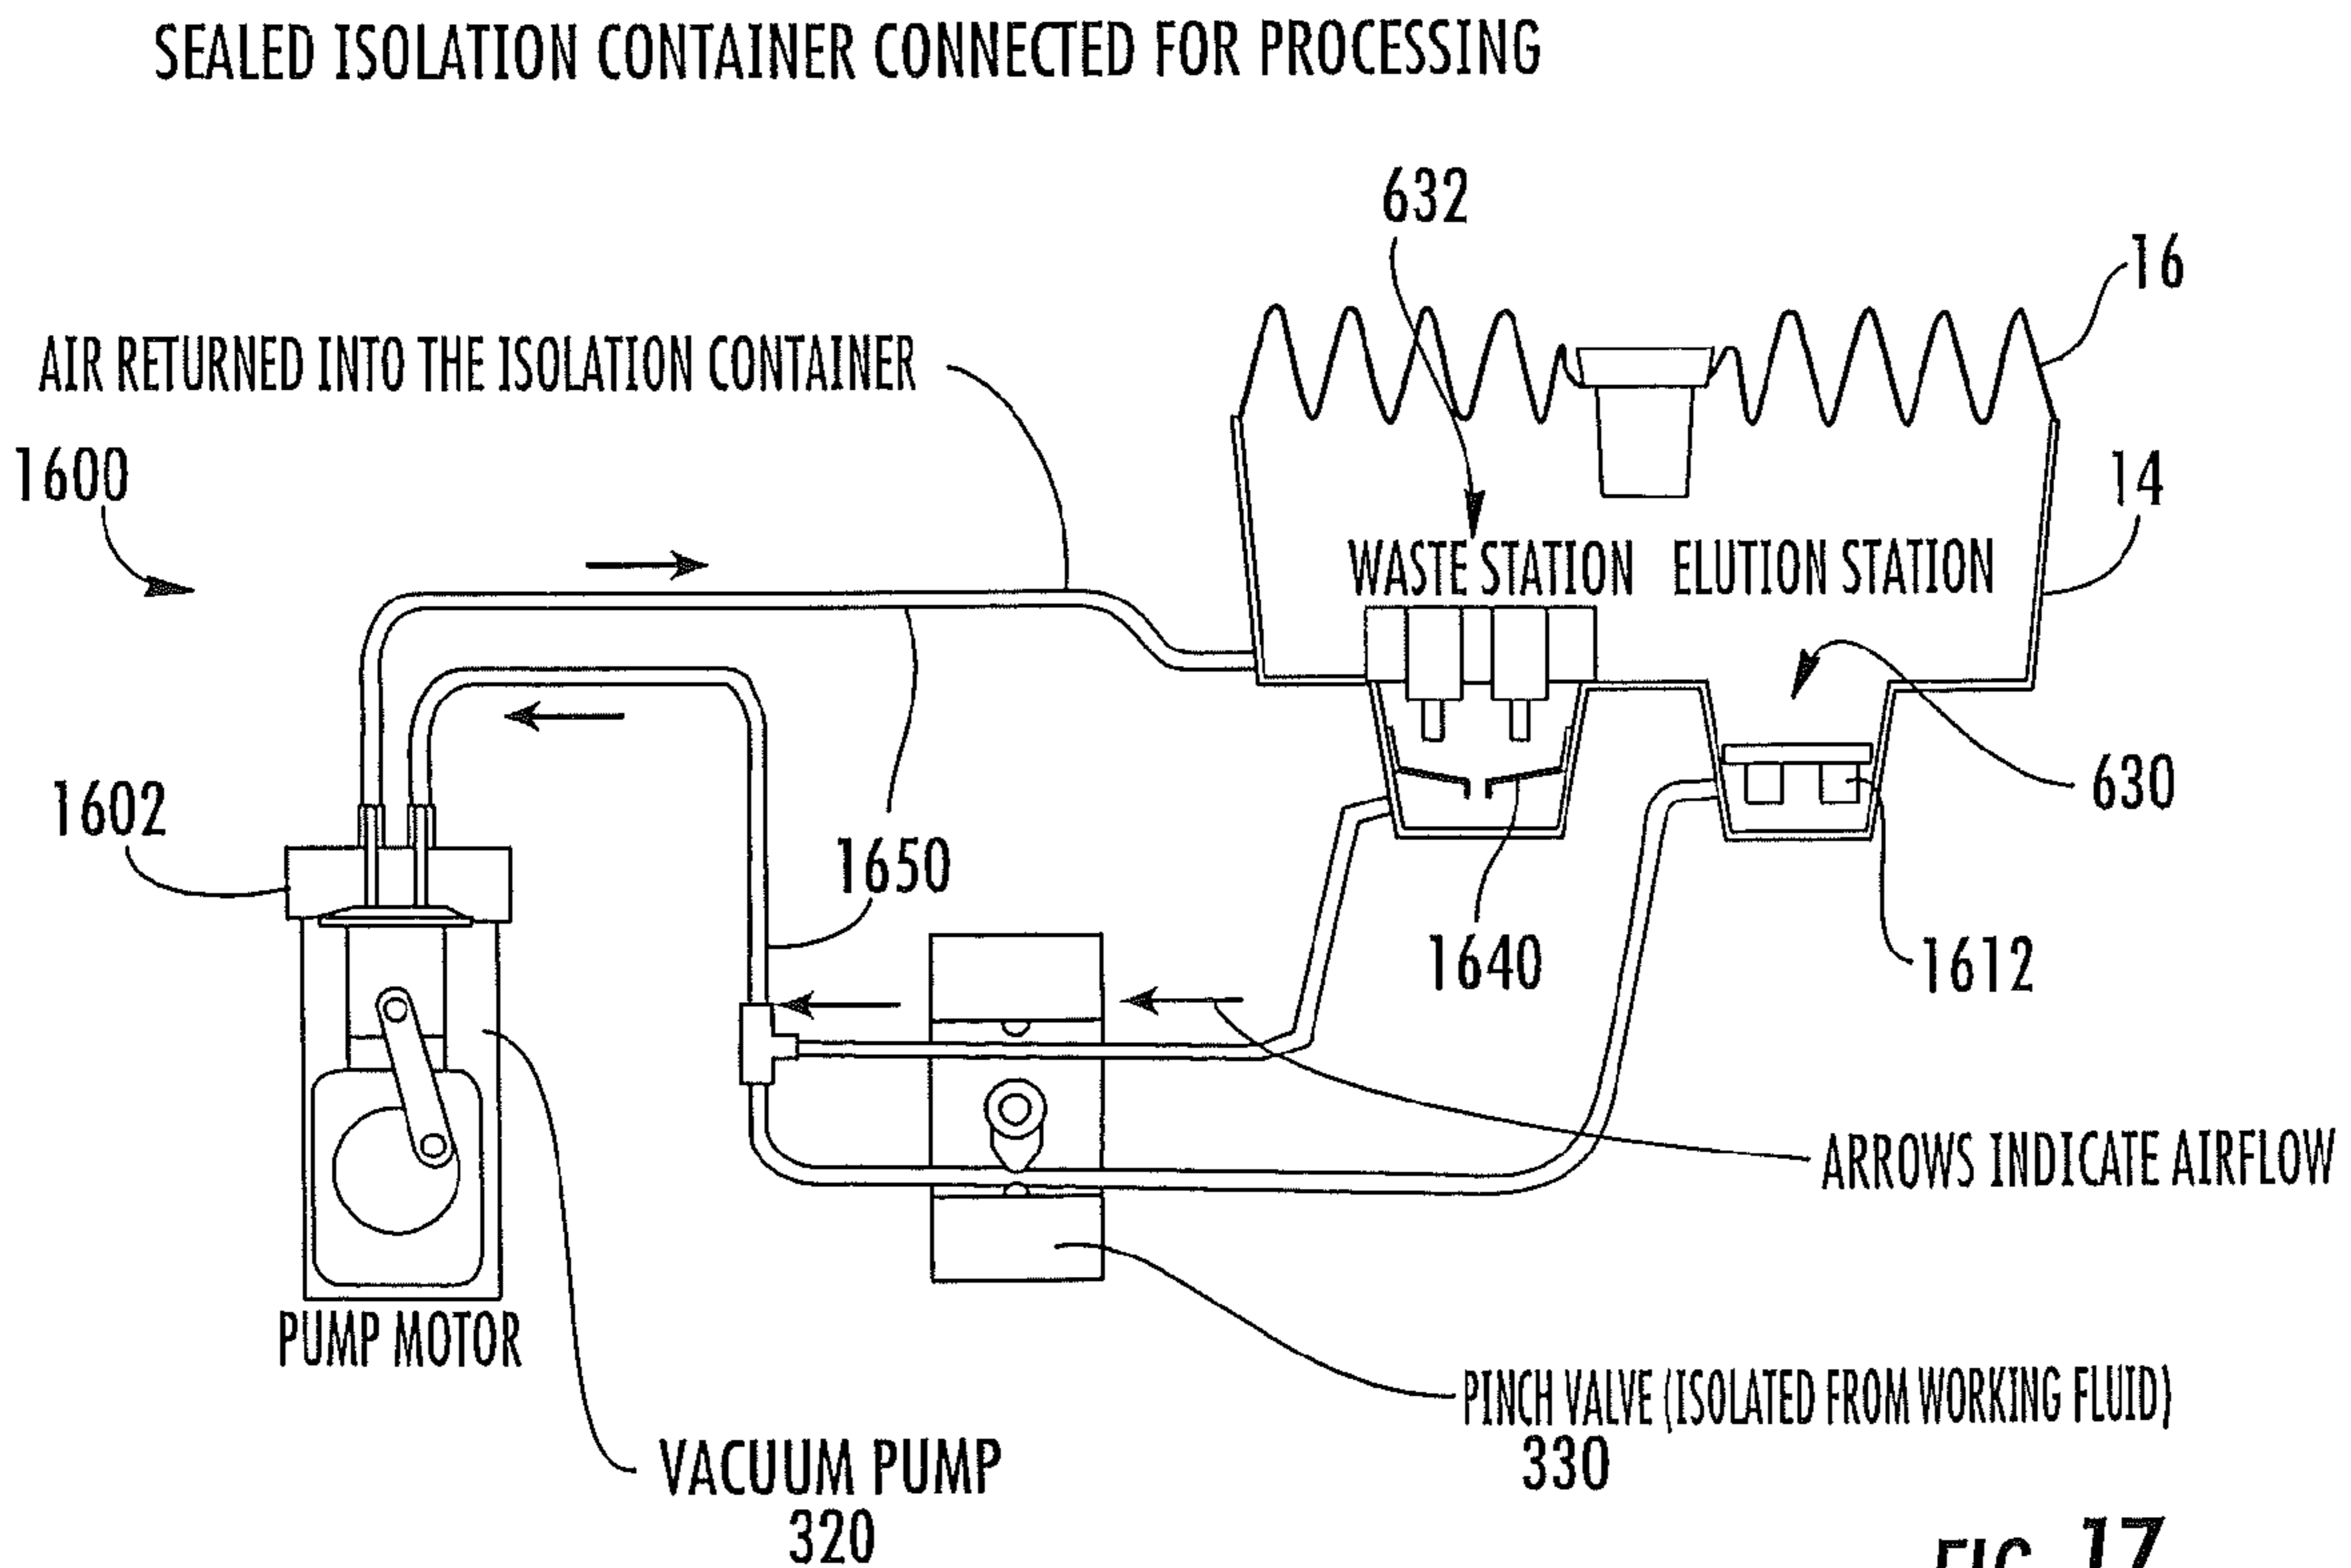 SEALED ISOLATION CONTAINER CONNECTED FOR PROCESSING
632
16
AIR RETURNED INTO THE ISOLATION CONTAINER
1600
14
WASTE STATION
ELUTION STATION
1602
630
1650
1640
1612
ARROWS INDICATE AIRFLOW
PUMP MOTOR
PINCH VALVE (ISOLATED FROM WORKING FLUID)
330
VACUUM PUMP
320
FIG. 17